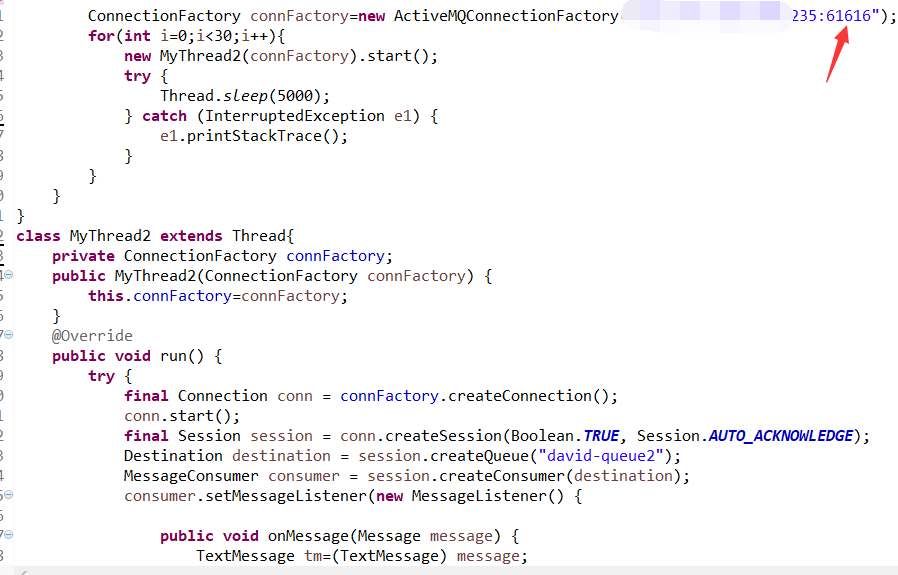 ConnectionFactory connFactory=new ActiveMQConnectionFactory 235:61616");
for(int i=0;i<30;i++){
new MyThread2(connFactory).start();
try {
Thread.sleep(5000);
} catch (InterruptedException e1) {
e1.printStackTrace();
}
}
}
}
class MyThread2 extends Thread{
private ConnectionFactory connFactory;
public MyThread2(ConnectionFactory connFactory) {
this.connFactory=connFactory;
}
@Override
public void run() {
try {
final Connection conn = connFactory.createConnection();
conn.start();
final Session session = conn.createSession(Boolean.TRUE, Session.AUTO_ACKNOWLEDGE);
Destination destination = session.createQueue("david-queue2");
MessageConsumer consumer = session.createConsumer(destination);
consumer.setMessageListener(new MessageListener() {
public void onMessage(Message message) {
TextMessage tm=(TextMessage) message;